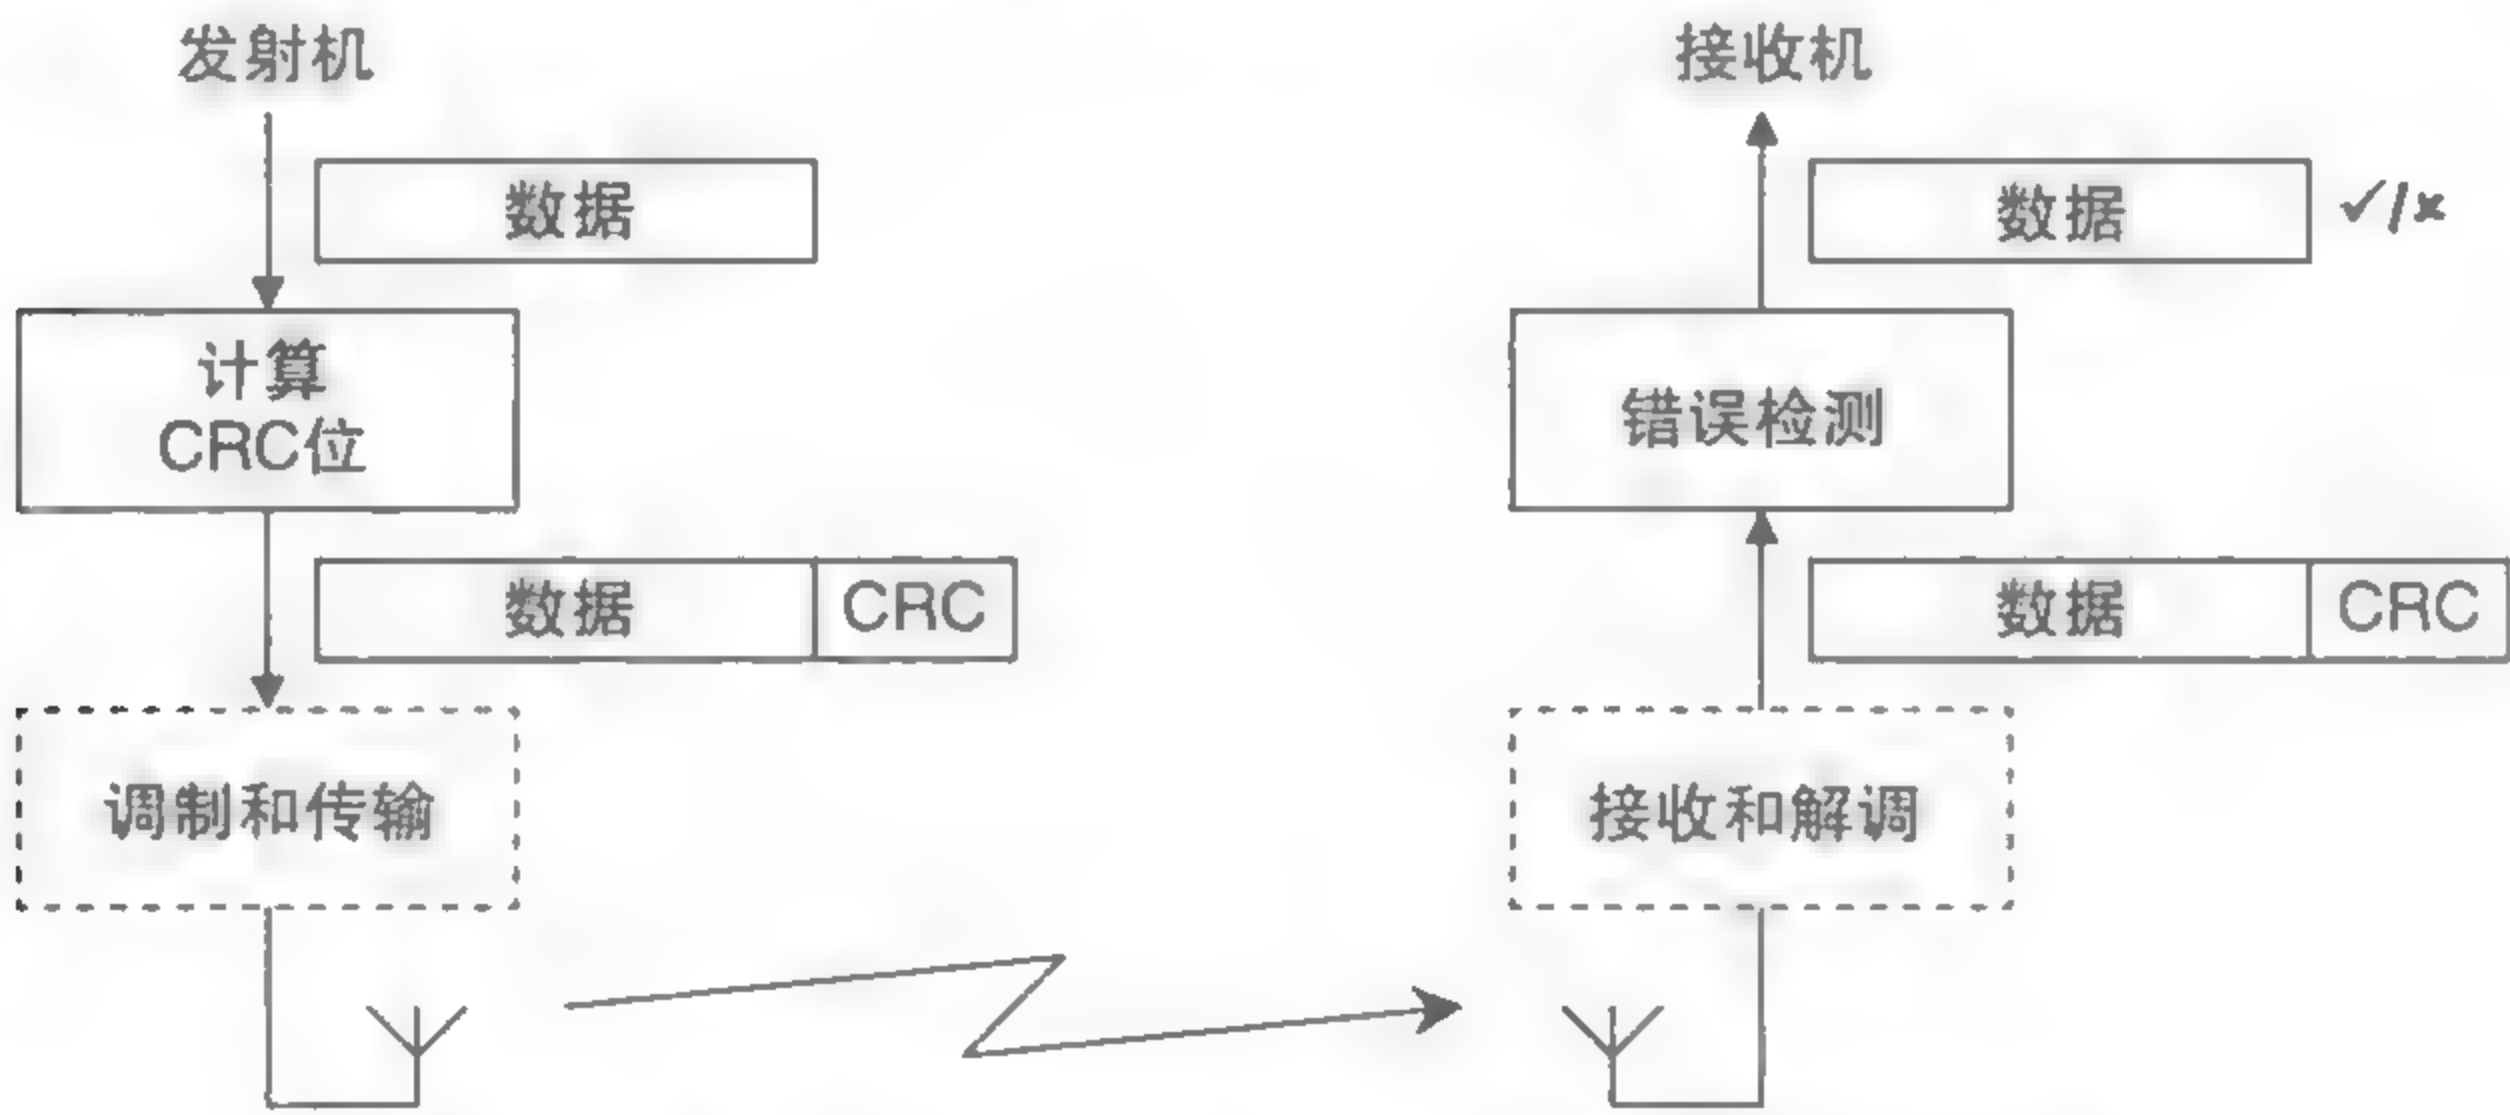 发射机
数据
计算
CRC位
数据 CRC
调制和传输
接收机
数据 ✓/×
错误检测
数据 CRC
接收和解调